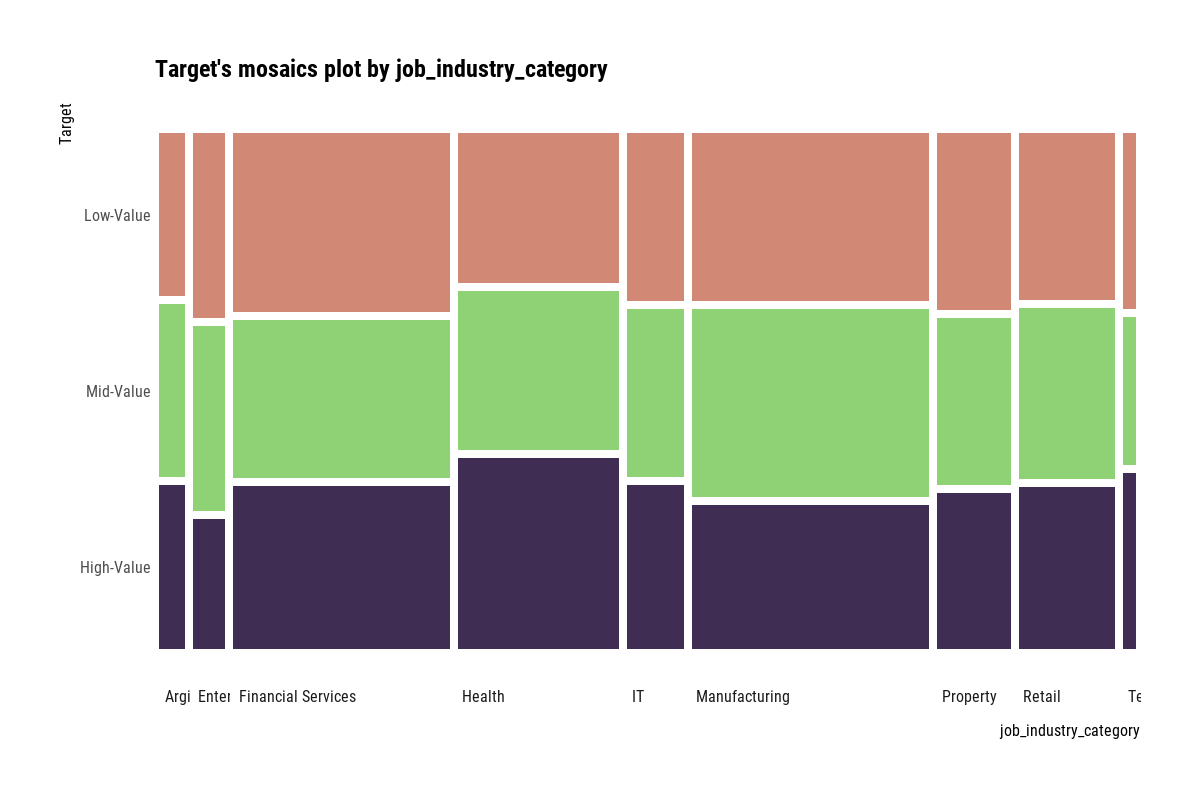 Target's mosaics plot by job_industry_category
Target
Low-Value
Mid-Value
High-Value
Argi Enter Financial Services Health IT Manufacturing Property Retail Te
job_industry_category